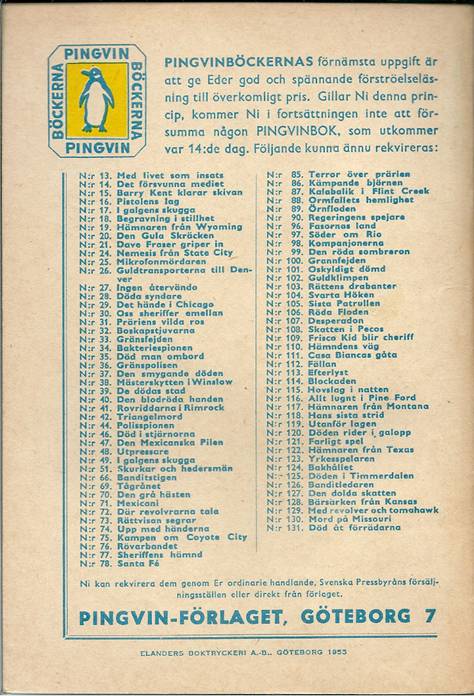 PINGVIN
BÖCKERNA
BÖCKERNA
PINGVIN
PINGVINBÖCKERNAS förnämsta uppgift är
att ge Eder god och spännande förströelseläs-
ning till överkomligt pris. Gillar Ni denna prin-
cip, kommer Ni i fortsättningen inte att för-
summa någon PINGVINBOK, som utkommer
var 14:de dag. Följande kunna ännu rekvireras:
N:r 13. Med livet som insats
N:r 14. Det försvunna mediet
N:r 15. Barry Kent klarar skivan
N:r 16. Pistolens lag
N:r 17. I galgens skugga
N:r 18. Begravning i stillhet
N:r 19. Hämnaren från Wyoming
N:r 20. Den Gula Skräcken
N:r 21. Dave Fraser griper in
N:r 24. Nemesis från State City
N:r 25. Mikrofonmördaren
N:r 26. Guldtransporterna till Den-
ver
N:r 27. Ingen återvände
N:r 28. Döda syndare
N:r 29. Det hände i Chicago
N:r 30. Oss sheriffer emellan
N:r 31. Präriens vilda ros
N:r 32. Boskapstjuvarna
N:r 33. Gränsfejden
N:r 34. Bakteriespionen
N:r 35. Död man ombord
N:r 36. Gränspolisen
N:r 37. Den smygande döden
N:r 38. Mästerskytten i Winslow
N:r 39. De dödas stad
N:r 40. Den blodröda handen
N:r 41. Rovriddarna i Rimrock
N:r 42. Triangelmord
N:r 44. Polisspionen
N:r 46. Död i stjärnorna
N:r 47. Den Mexicanska Pilen
N:r 48. Utpressare
N:r 49. I galgens skugga
N:r 51. Skurkar och hedersmän
N:r 66. Banditstigen
N:r 69. Tågrånet
N:r 70. Den grå hästen
N:r 71. Mexiconi
N:r 72. Där revolvrarna tala
N:r 73. Rättvisan segrar
N:r 74. Upp med händerna
N:r 75. Kampen om Coyote City
N:r 76. Rövarbandet
N:r 77. Sheriffens hämnd
N:r 78. Santa Fé
N:r 85. Terror över prärien
N:r 86. Kämpande björnen
N:r 87. Kalabalik i Flint Creek
N:r 88. Ormfallets hemlighet
N:r 89. Örnfloden
N:r 90. Regeringens spejare
N:r 96. Fasornas land
N:r 97. Söder om Rio
N:r 98. Kompanjonerna
N:r 99. Den röda sombreron
N:r 100. Grannfejden
N:r 101. Oskyldigt dömd
N:r 102. Guldklimpen
N:r 103. Rättens drabanter
N:r 104. Svarta Höken
N:r 105. Sista Patrullen
N:r 106. Röda Floden
N:r 107. Desperadon
N:r 108. Skatten i Pecos
N:r 109. Frisco Kid blir cheriff
N:r 110. Hämndens väg
N:r 111. Casa Biancas gåta
N:r 112. Fällan
N:r 113. Efterlyst
N:r 114. Blockaden
N:r 115. Hovslag i natten
N:r 116. Allt lugnt i Pine Ford
N:r 117. Hämnaren från Montana
N:r 118. Hans sista strid
N:r 119. Utanför lagen
N:r 120. Döden rider i galopp
N:r 121. Farligt spel
N:r 122. Hämnaren från Texas
N:r 123. Yrkesspelaren
N:r 124. Bakhållet
N:r 125. Döden i Timmerdalen
N:r 126. Banditledaren
N:r 127. Den dolda skatten
N:r 128. Bärsärken från Kansas
N:r 129. Med revolver och tomahawk
N:r 130. Mord på Missouri
N:r 131. Död åt förrädarna
Ni kan rekvirera dem genom Er ordinarie handlande, Svenska Pressbyråns försälj-
ningsställen eller direkt från förlaget.
PINGVIN-FÖRLAGET, GÖTEBORG 7
ELANDERS BOKTRYCKERI A.-B., GÖTEBORG 1953